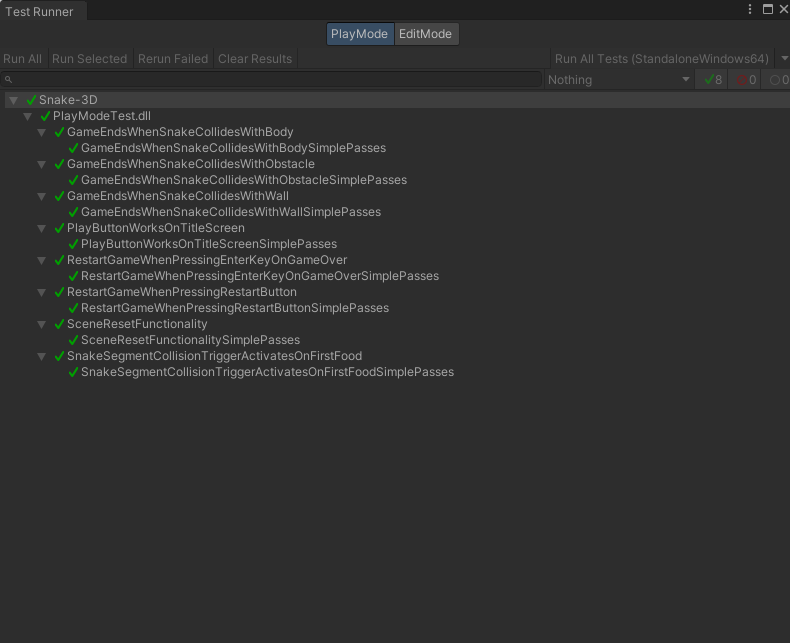 Test Runner
PlayMode EditMode
Run All Run Selected Rerun Failed Clear Results Run All Tests (StandaloneWindows64)
Nothing 8 0 0
Snake-3D
PlayModeTest.dll
GameEndsWhenSnakeCollidesWithBody
GameEndsWhenSnakeCollidesWithBodySimplePasses
GameEndsWhenSnakeCollidesWithObstacle
GameEndsWhenSnakeCollidesWithObstacleSimplePasses
GameEndsWhenSnakeCollidesWithWall
GameEndsWhenSnakeCollidesWithWallSimplePasses
PlayButtonWorksOnTitleScreen
PlayButtonWorksOnTitleScreenSimplePasses
RestartGameWhenPressingEnterKeyOnGameOver
RestartGameWhenPressingEnterKeyOnGameOverSimplePasses
RestartGameWhenPressingRestartButton
RestartGameWhenPressingRestartButtonSimplePasses
SceneResetFunctionality
SceneResetFunctionalitySimplePasses
SnakeSegmentCollisionTriggerActivatesOnFirstFood
SnakeSegmentCollisionTriggerActivatesOnFirstFoodSimplePasses